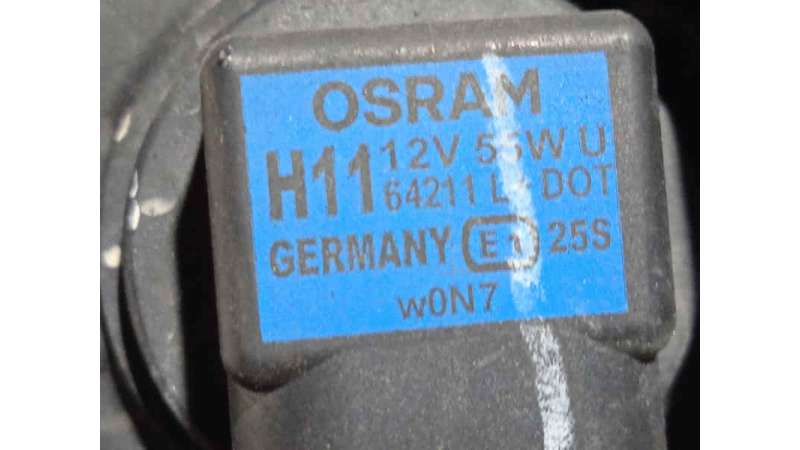 OSRAM
H11 12V 55W U
64211 L+ DOT
GERMANY E1 25S
w0N7